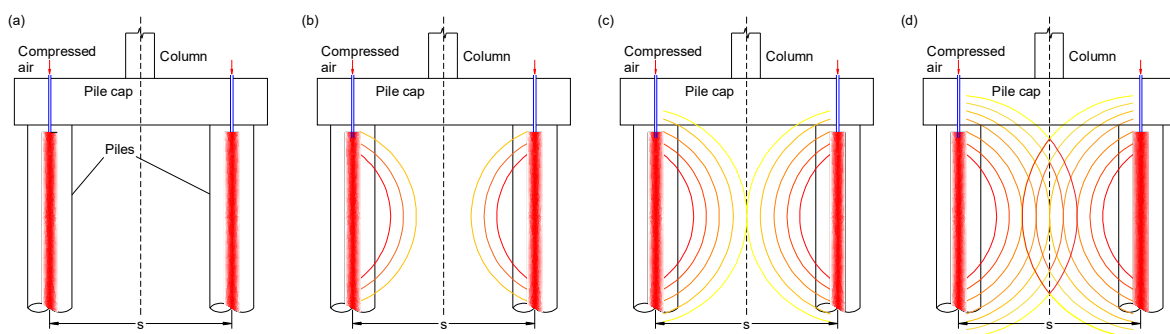 (a)
Compressed
air
Column
Pile cap
Piles
s
(b)
Compressed
air
Column
Pile cap
s
(c)
Compressed
air
Column
Pile cap
s
(d)
Compressed
air
Column
Pile cap
s